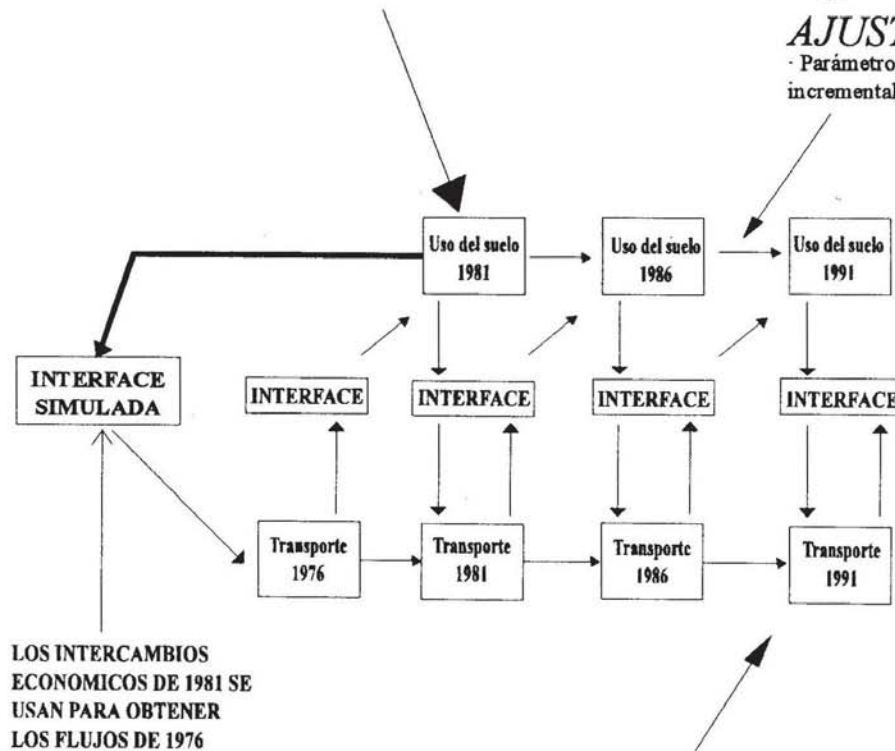 · Parámetro
incremental
Uso del suelo
1981
Uso del suelo
1986
Uso del suelo
1991
INTERFACE
SIMULADA
INTERFACE
INTERFACE
INTERFACE
INTERFACE
Transporte
1976
Transporte
1981
Transporte
1986
Transporte
1991
LOS INTERCAMBIOS
ECONOMICOS DE 1981 SE
USAN PARA OBTENER
LOS FLUJOS DE 1976